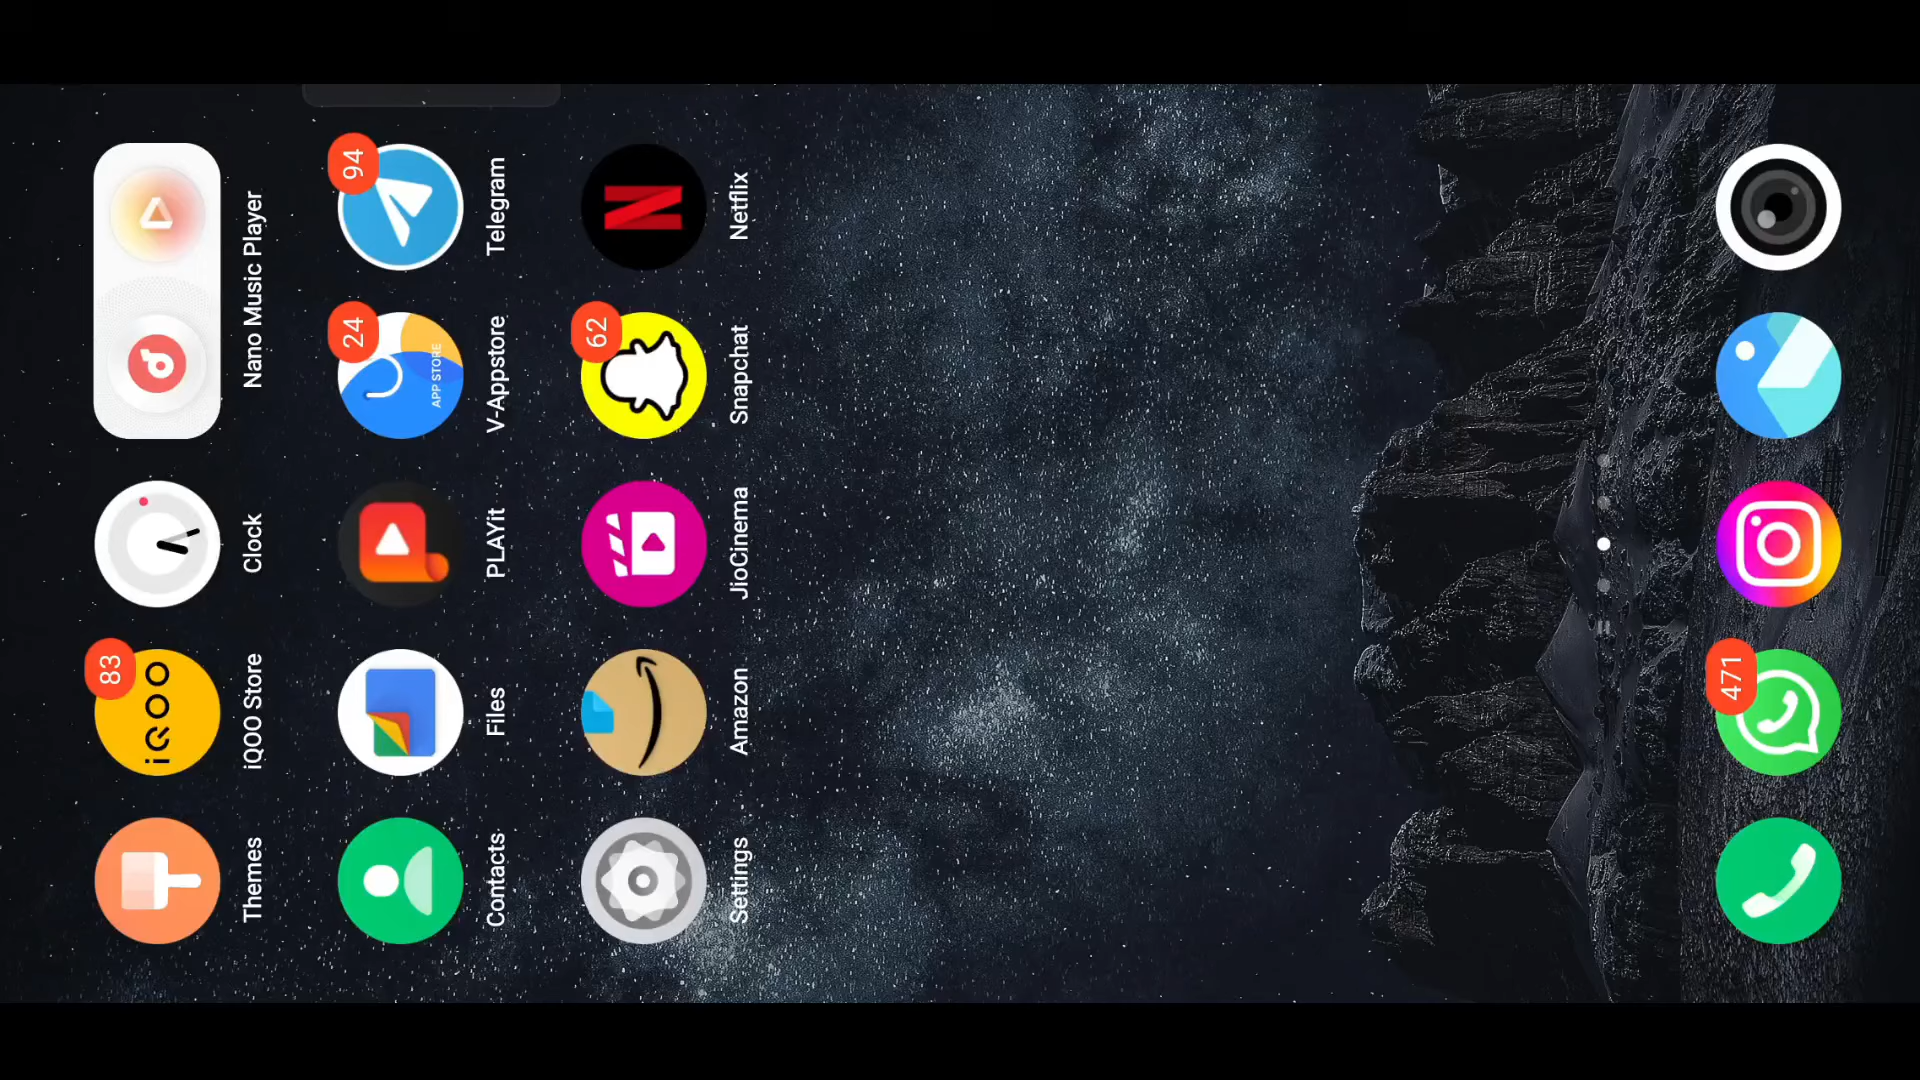 Themes
83
iQOO
iQOO Store
Clock
Nano Music Player
Contacts
Files
PLAYit
24
APP STORE
V-Appstore
94
Telegram
Settings
Amazon
JioCinema
62
Snapchat
N
Netflix
471